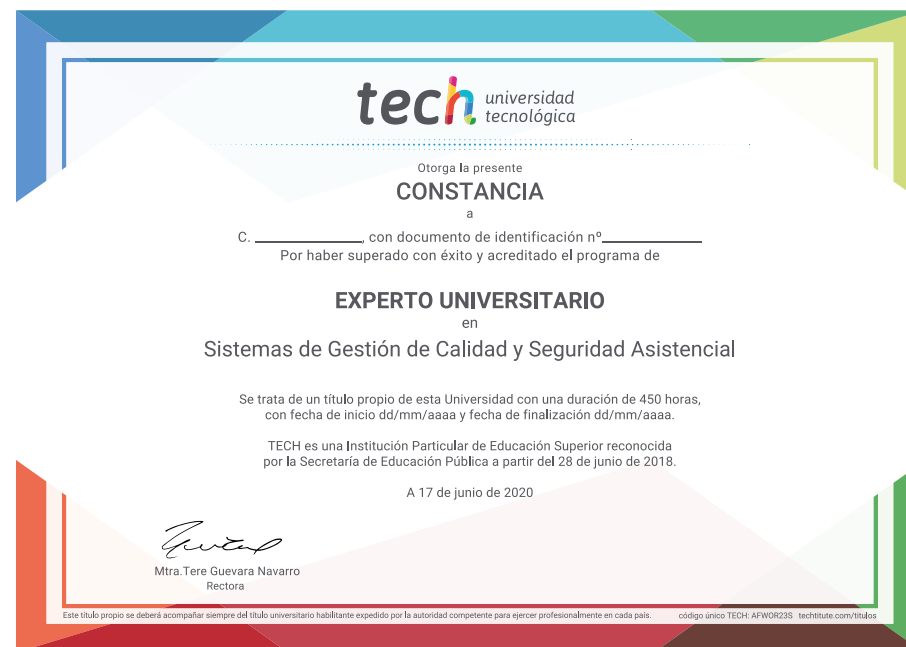 tech universidad
tecnológica
Otorga la presente
CONSTANCIA
a
C. ______________, con documento de identificación nº_____________
Por haber superado con éxito y acreditado el programa de
EXPERTO UNIVERSITARIO
en
Sistemas de Gestión de Calidad y Seguridad Asistencial
Se trata de un título propio de esta Universidad con una duración de 450 horas,
con fecha de inicio dd/mm/aaaa y fecha de finalización dd/mm/aaaa.
TECH es una Institución Particular de Educación Superior reconocida
por la Secretaría de Educación Pública a partir del 28 de junio de 2018.
A 17 de junio de 2020
Mtra.Tere Guevara Navarro
Rectora
Este título propio se deberá acompañar siempre del título universitario habilitante expedido por la autoridad competente para ejercer profesionalmente en cada país. código único TECH: AFWOR23S techtitute.com/titulos